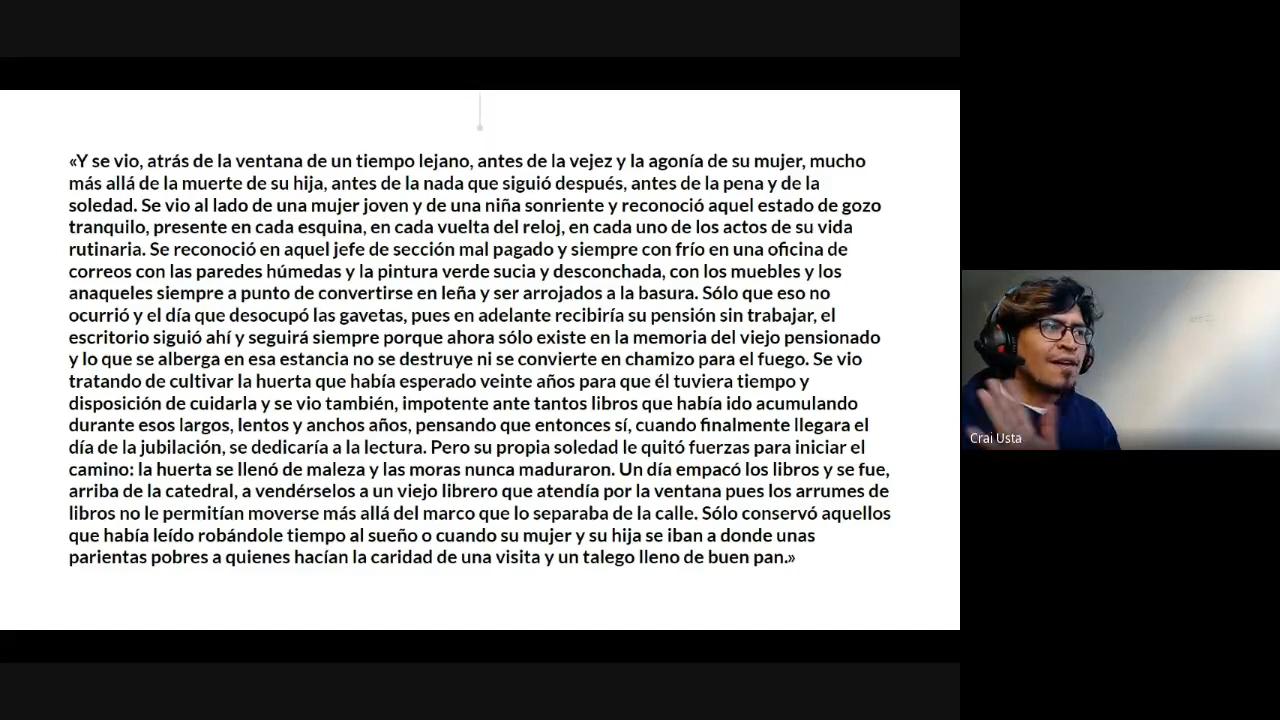 «Y se vio, atrás de la ventana de un tiempo lejano, antes de la vejez y la agonía de su mujer, mucho
más allá de la muerte de su hija, antes de la nada que siguió después, antes de la pena y de la
soledad. Se vio al lado de una mujer joven y de una niña sonriente y reconoció aquel estado de gozo
tranquilo, presente en cada esquina, en cada vuelta del reloj, en cada uno de los actos de su vida
rutinaria. Se reconoció en aquel jefe de sección mal pagado y siempre con frío en una oficina de
correos con las paredes húmedas y la pintura verde sucia y desconchada, con los muebles y los
anaqueles siempre a punto de convertirse en leña y ser arrojados a la basura. Sólo que eso no
ocurrió y el día que desocupó las gavetas, pues en adelante recibiría su pensión sin trabajar, el
escritorio siguió ahí y seguirá siempre porque ahora sólo existe en la memoria del viejo pensionado
y lo que se alberga en esa estancia no se destruye ni se convierte en chamizo para el fuego. Se vio
tratando de cultivar la huerta que había esperado veinte años para que él tuviera tiempo y
disposición de cuidarla y se vio también, impotente ante tantos libros que había ido acumulando
durante esos largos, lentos y anchos años, pensando que entonces sí, cuando finalmente llegara el
día de la jubilación, se dedicaría a la lectura. Pero su propia soledad le quitó fuerzas para iniciar el
camino: la huerta se llenó de maleza y las moras nunca maduraron. Un día empacó los libros y se fue,
arriba de la catedral, a vendérselos a un viejo librero que atendía por la ventana pues los arrumes de
libros no le permitían moverse más allá del marco que lo separaba de la calle. Sólo conservó aquellos
que había leído robándole tiempo al sueño o cuando su mujer y su hija se iban a donde unas
parientas pobres a quienes hacían la caridad de una visita y un talego lleno de buen pan.»
Crai Usta